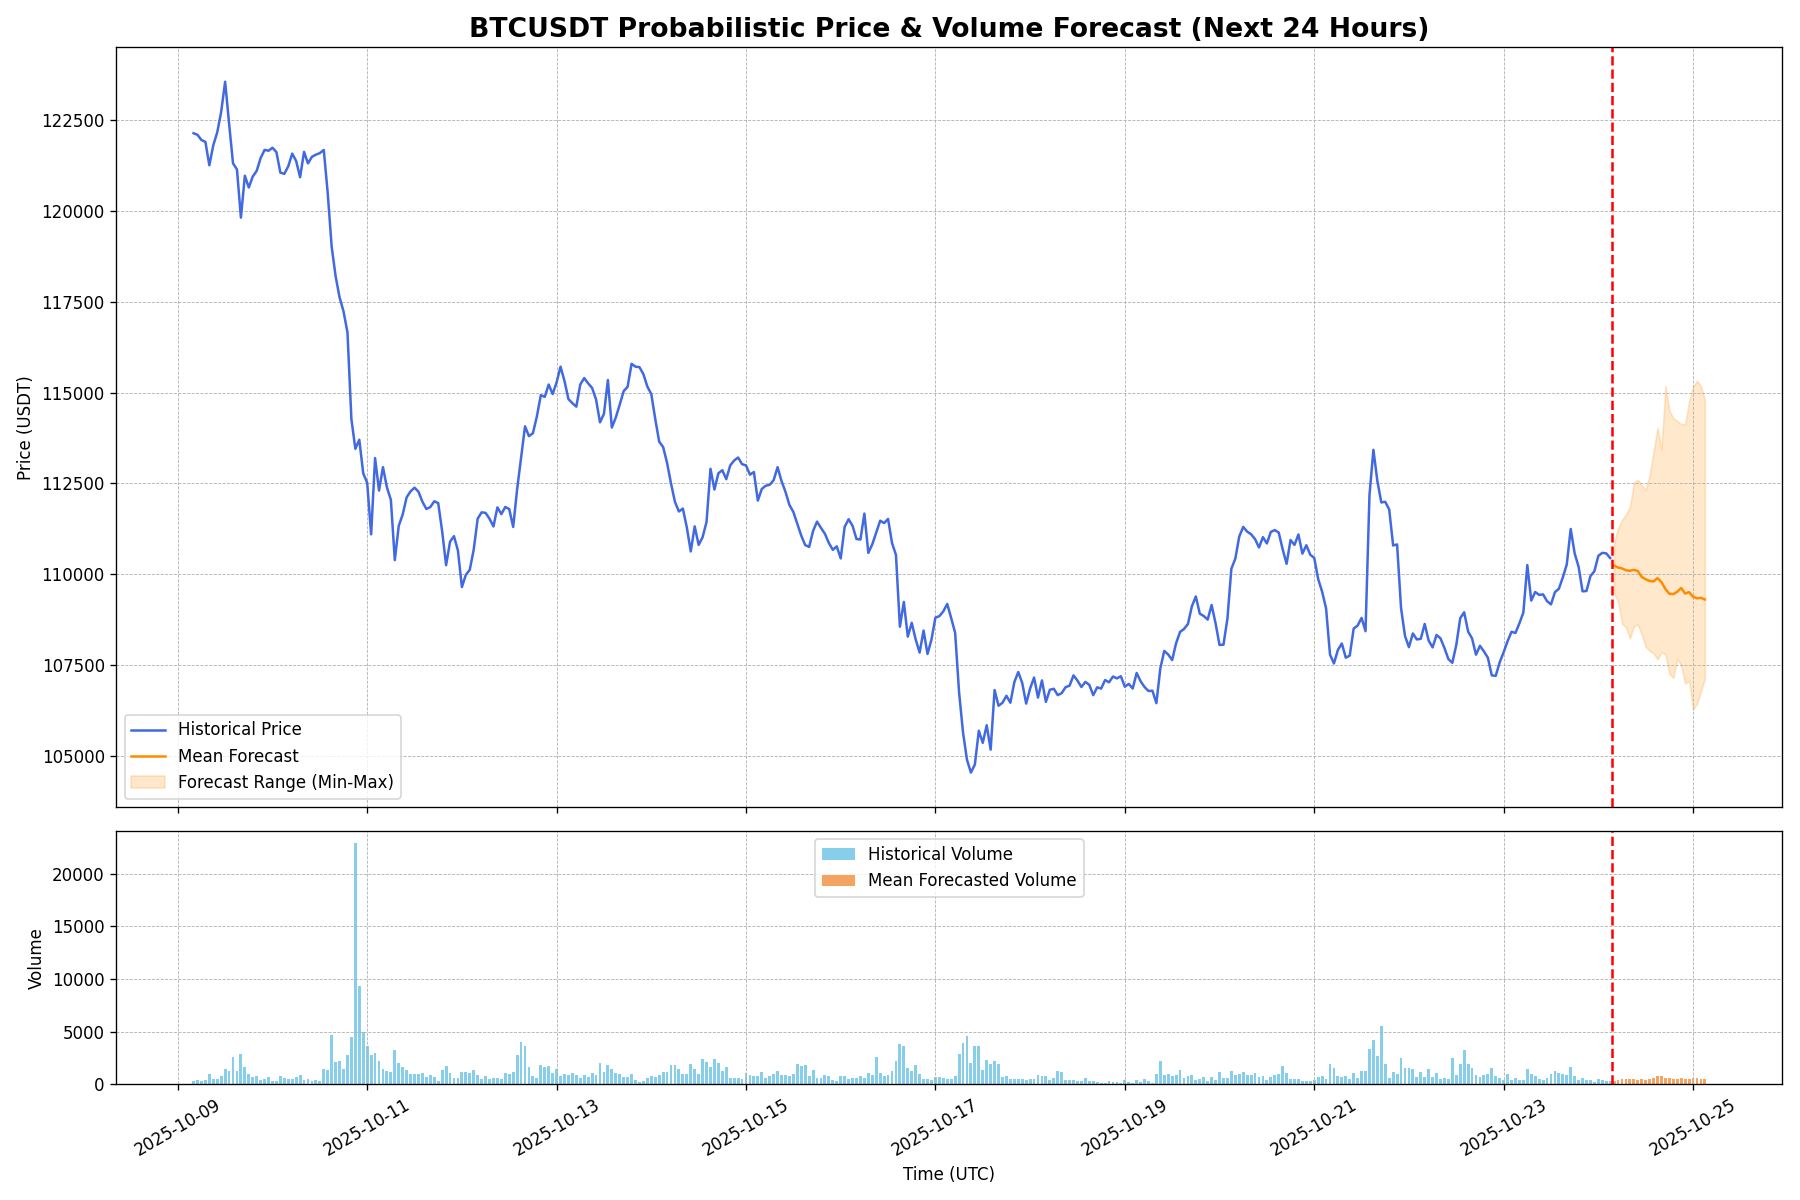 BTCUSDT Probabilistic Price & Volume Forecast (Next 24 Hours)
122500
120000
117500
115000
112500
110000
107500
105000
Price (USDT)
Historical Price
Mean Forecast
Forecast Range (Min-Max)
Historical Volume
Mean Forecasted Volume
20000
15000
10000
5000
0
Volume
2025-10-09
2025-10-11
2025-10-13
2025-10-15
2025-10-17
2025-10-19
2025-10-21
2025-10-23
2025-10-25
Time (UTC)